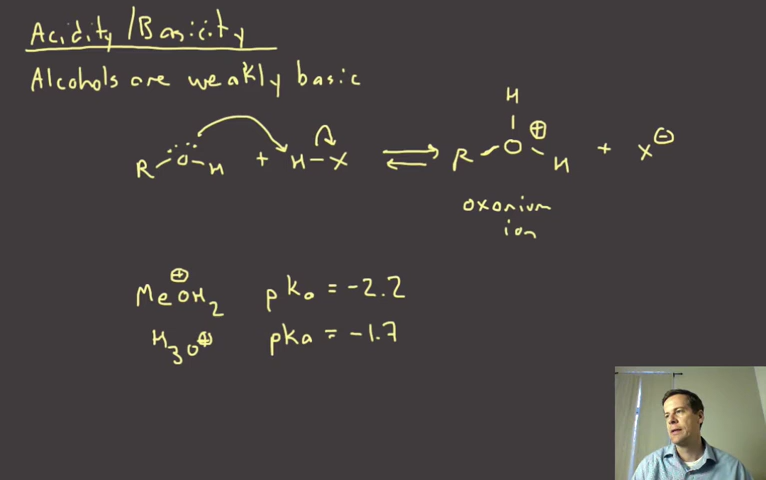 Acidity/Basicity
Alcohols are weakly basic
R-Ö-H + H-X ⇌ R-O⊕(H)-H + X⊖
oxonium
ion
MeOH₂⊕ pKa = -2.2
H₃O⊕ pKa = -1.7